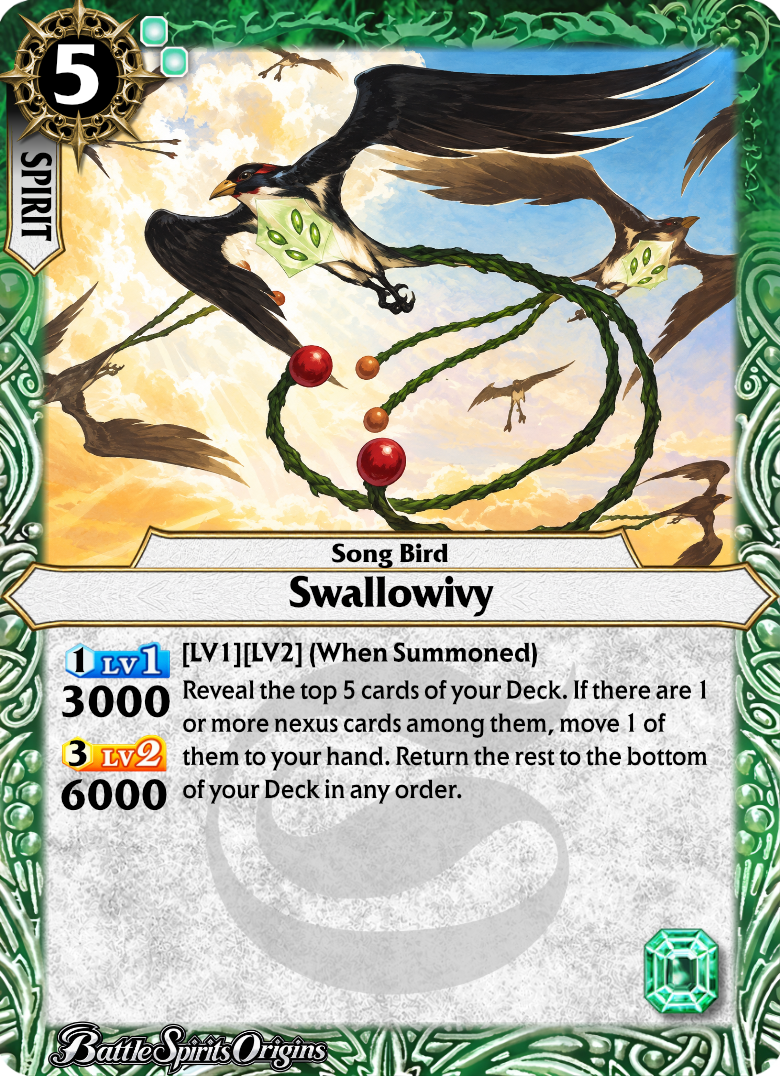 5
SPIRIT
Song Bird
Swallowivy
1 LV1
3000
3 LV2
6000
[LV1][LV2] (When Summoned)
Reveal the top 5 cards of your Deck. If there are 1
or more nexus cards among them, move 1 of
them to your hand. Return the rest to the bottom
of your Deck in any order.
Battle Spirits Origins